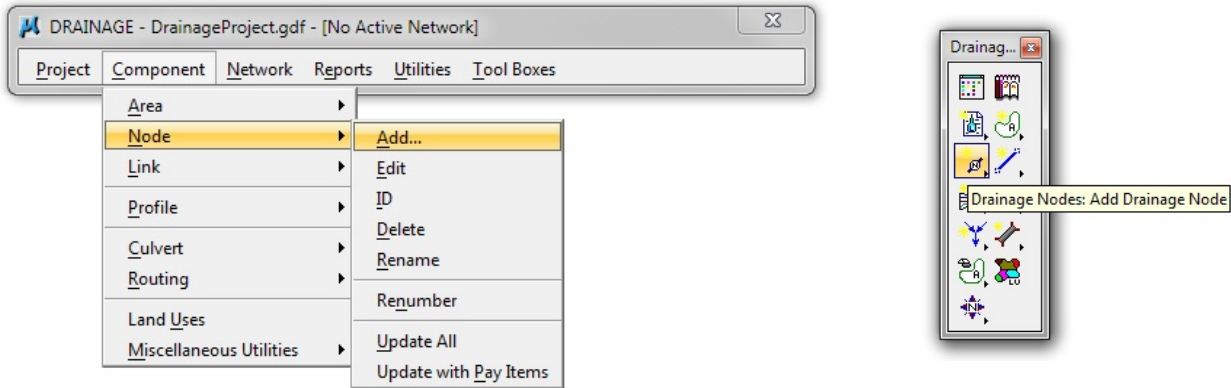 DRAINAGE - DrainageProject.gdf - [No Active Network]
Project Component Network Reports Utilities Tool Boxes
Area
Node
Link
Profile
Culvert
Routing
Land Uses
Miscellaneous Utilities
Add...
Edit
ID
Delete
Rename
Renumber
Update All
Update with Pay Items
Drainag...
Drainage Nodes: Add Drainage Node